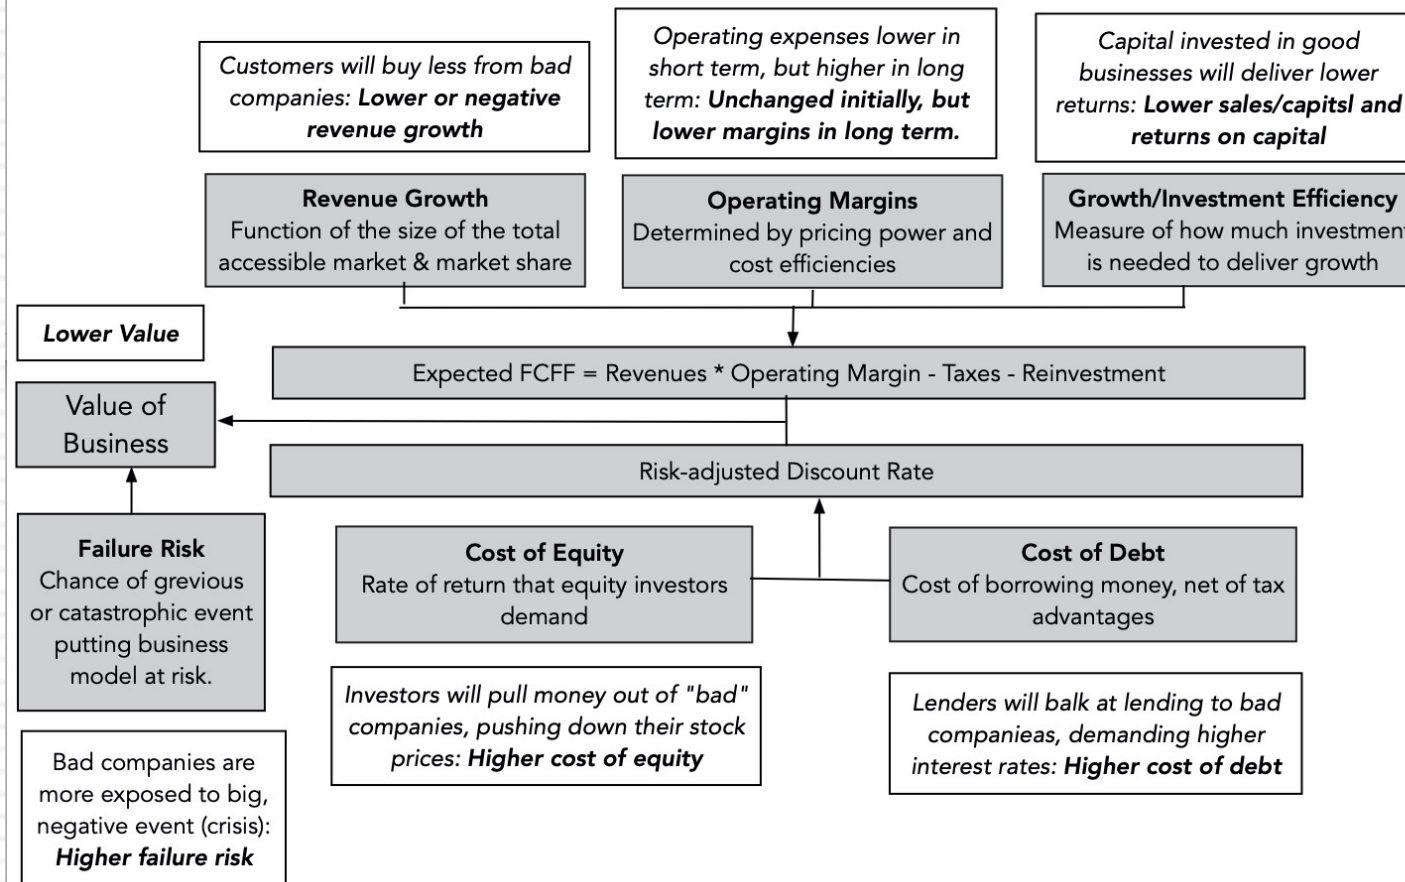 Customers will buy less from bad
companies: Lower or negative
revenue growth
Operating expenses lower in
short term, but higher in long
term: Unchanged initially, but
lower margins in long term.
Capital invested in good
businesses will deliver lower
returns: Lower sales/capitsl and
returns on capital
Revenue Growth
Function of the size of the total
accessible market & market share
Operating Margins
Determined by pricing power and
cost efficiencies
Growth/Investment Efficiency
Measure of how much investment
is needed to deliver growth
Lower Value
Expected FCFF = Revenues * Operating Margin - Taxes - Reinvestment
Value of
Business
Risk-adjusted Discount Rate
Failure Risk
Chance of grevious
or catastrophic event
putting business
model at risk.
Cost of Equity
Rate of return that equity investors
demand
Cost of Debt
Cost of borrowing money, net of tax
advantages
Investors will pull money out of "bad"
companies, pushing down their stock
prices: Higher cost of equity
Lenders will balk at lending to bad
companieas, demanding higher
interest rates: Higher cost of debt
Bad companies are
more exposed to big,
negative event (crisis):
Higher failure risk